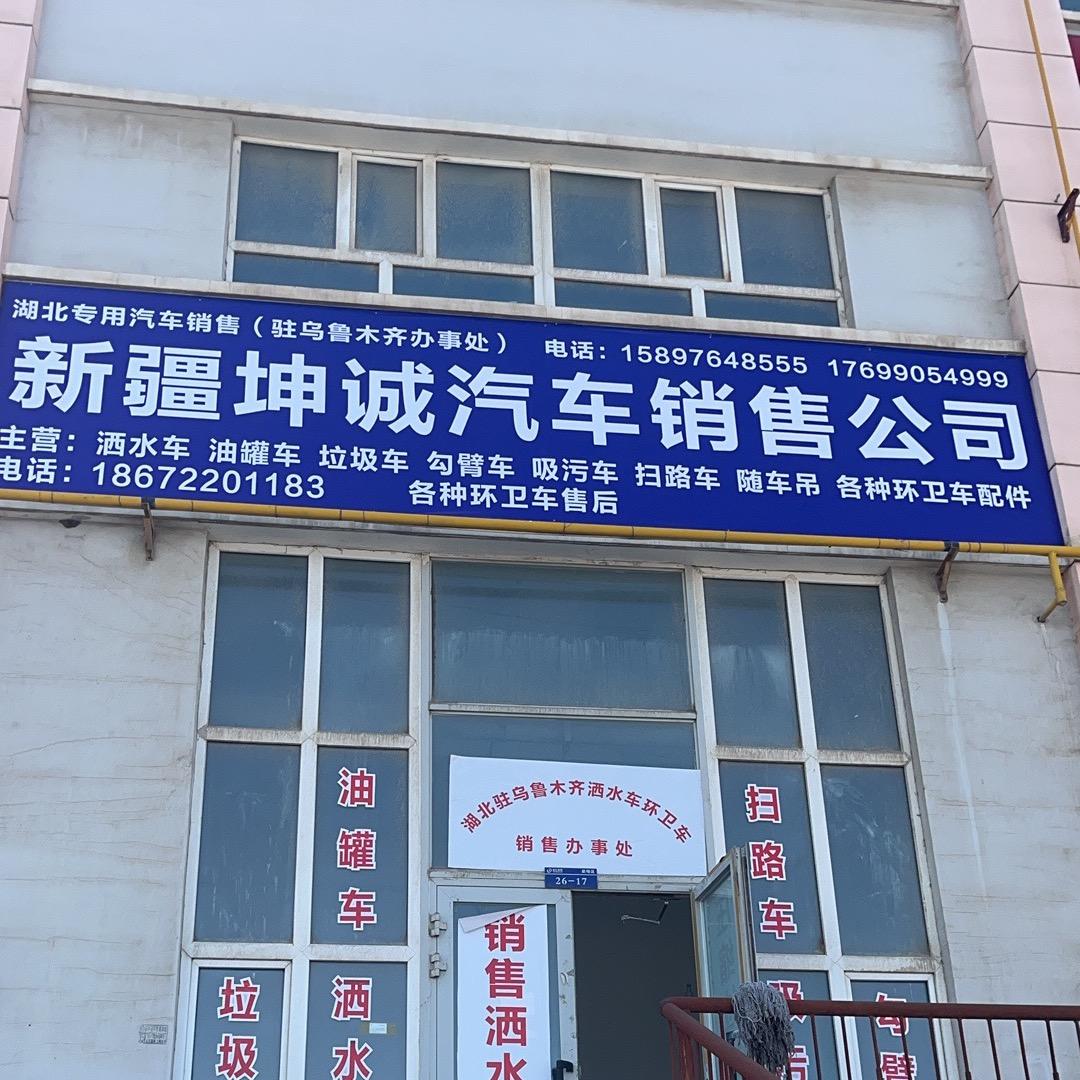 湖北专用汽车销售（驻乌鲁木齐办事处） 电话：15897648555 17699054999
新疆坤诚汽车销售公司
主营：洒水车 油罐车 垃圾车 勾臂车 吸污车 扫路车 随车吊 各种环卫车配件
电话：18672201183 各种环卫车售后
湖北驻乌鲁木齐洒水车环卫车
销售办事处
26-17
油罐车
扫路车
垃圾
洒水
销售洒水
吸污
勾臂